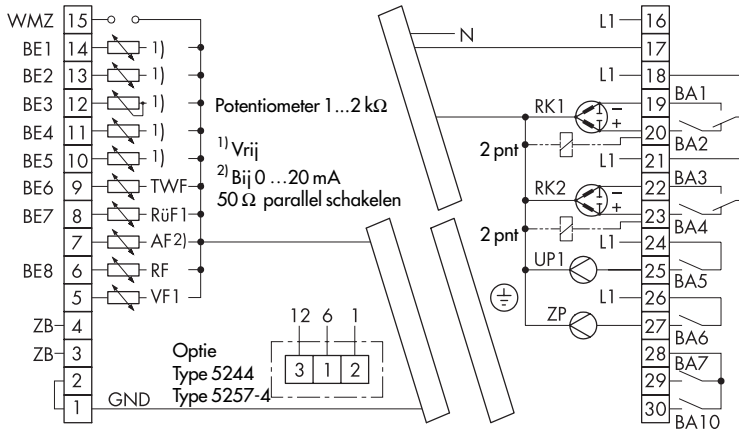 WMZ 15
BE1 14 1)
BE2 13 1)
BE3 12 1)
BE4 11 1)
BE5 10 1)
BE6 9 TWF
BE7 8 RüF1
7 AF2)
BE8 6 RF
5 VF1
ZB 4
ZB 3
2
1 GND
Potentiometer 1...2 kΩ
1) Vrij
2) Bij 0 ...20 mA
50 Ω parallel schakelen
Optie
Type 5244
Type 5257-4
12 6 1
3 1 2
N
L1 16
17
L1 18
RK1 − + 19 BA1
2 pnt 20 BA2
L1 21
RK2 − + 22 BA3
2 pnt 23 BA4
L1 24
UP1 25 BA5
L1 26
ZP 27 BA6
28 BA7
29
30 BA10